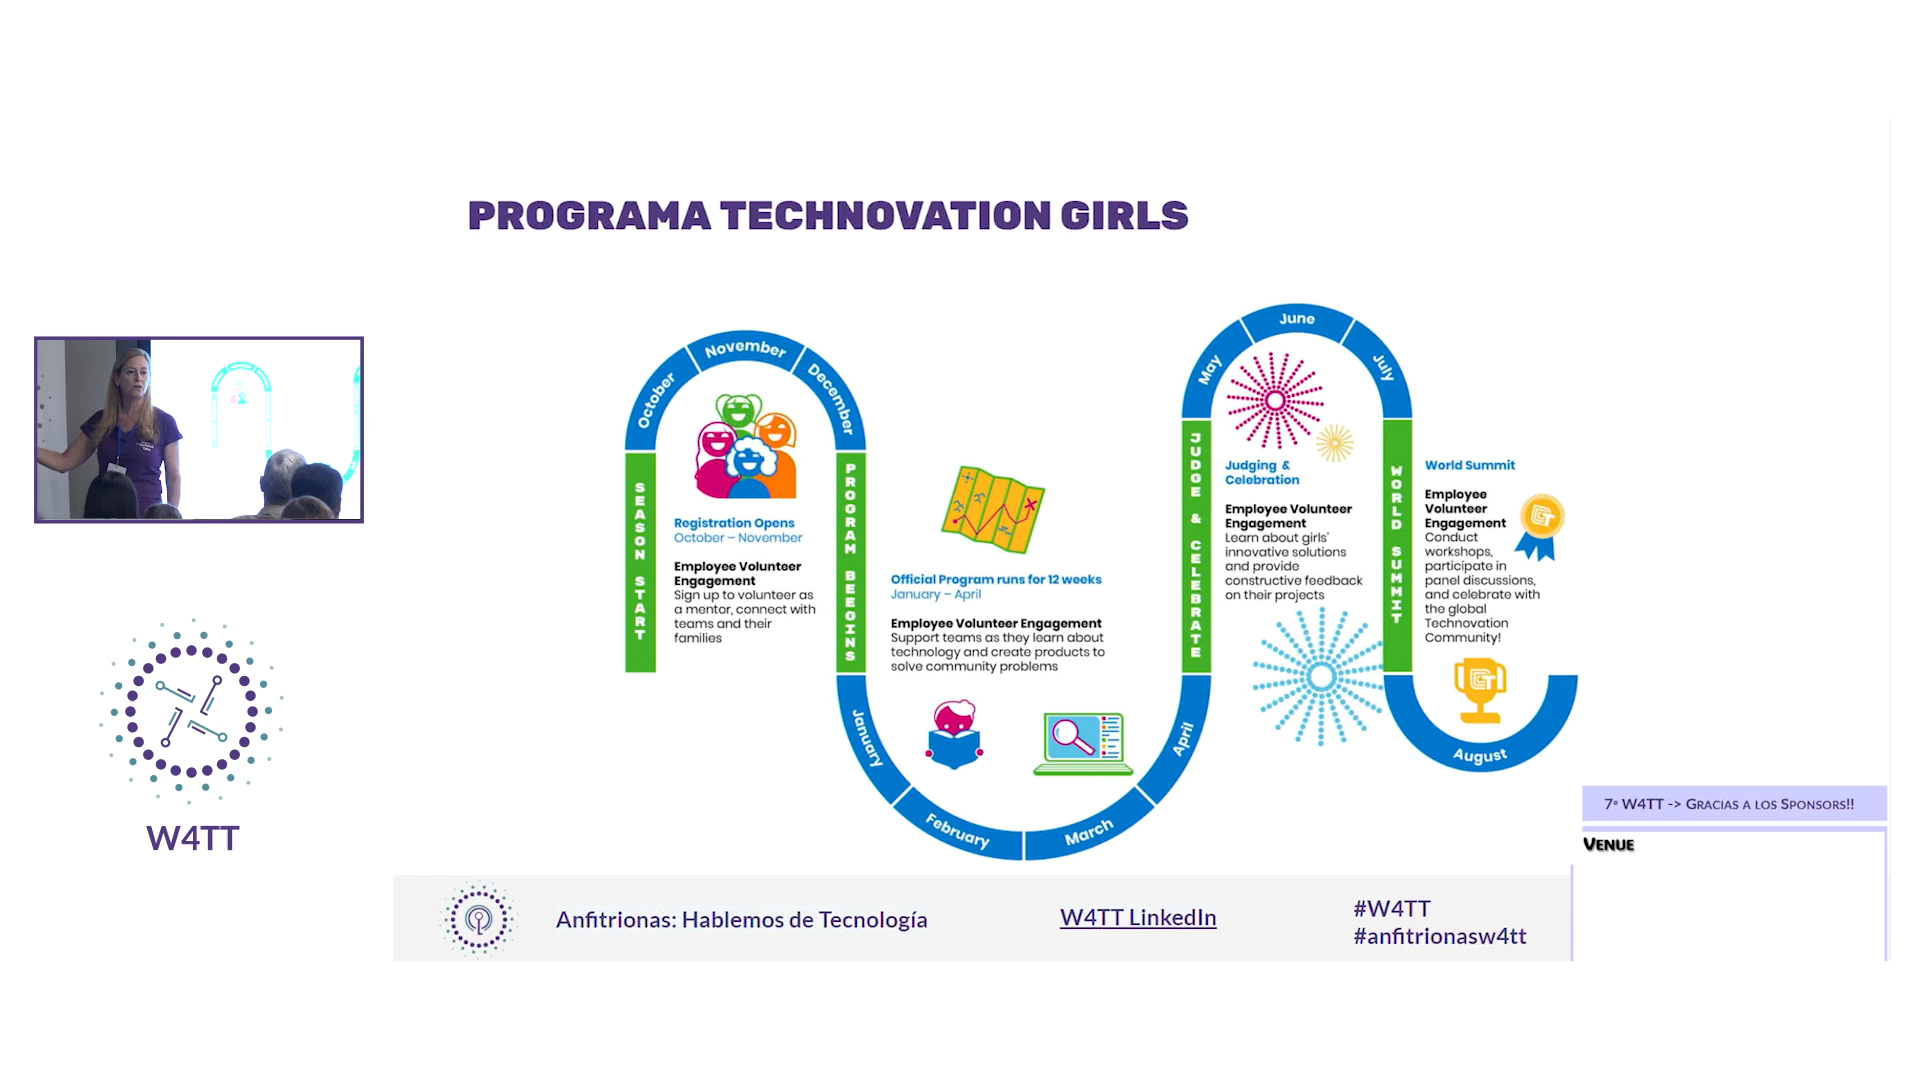 PROGRAMA TECHNOVATION GIRLS
October
November
December
SEASON START
Registration Opens
October – November
Employee Volunteer
Engagement
Sign up to volunteer as
a mentor, connect with
teams and their
families
PROGRAM BEEGINS
Official Program runs for 12 weeks
January – April
Employee Volunteer Engagement
Support teams as they learn about
technology and create products to
solve community problems
January
February
March
April
JUDGE & CELEBRATE
May
June
July
Judging &
Celebration
Employee Volunteer
Engagement
Learn about girls'
innovative solutions
and provide
constructive feedback
on their projects
WORLD SUMMIT
World Summit
Employee
Volunteer
Engagement
Conduct
workshops,
participate in
panel discussions,
and celebrate with
the global
Technovation
Community!
August
W4TT
7º W4TT -> Gracias a los Sponsors!!
Venue
Anfitrionas: Hablemos de Tecnología
W4TT LinkedIn
#W4TT
#anfitrionasw4tt